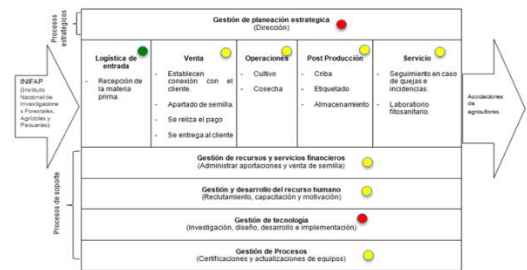 Procesos
estratégicos
Gestión de planeación estrategica
(Dirección)
Logística de
entrada
- Recepción de
la materia
prima.
Venta
- Establecen
conexión con el
cliente.
- Apartado de semilla.
- Se reliza el pago
- Se entrega al cliente
Operaciones
- Cultivo
- Cosecha
Post Producción
- Criba
- Etiquetado
- Almacenamiento
Servicio
- Seguimiento en caso
de quejas e
incidencias.
- Laboratorio
fitosanitario.
INIFAP
(Instituto
Nacional de
Investigacione
s Forestales,
Agrícolas y
Pecuarias).
Asociaciones de
agricultores.
Procesos de soporte
Gestión de recursos y servicios financieros
(Administrar aportaciones y venta de semilla)
Gestión y desarrollo del recurso humano
(Reclutamiento, capacitación y motivación)
Gestión de tecnología
(Investigación, diseño, desarrollo e implementación)
Gestión de Procesos
(Certificaciones y actualizaciones de equipos)